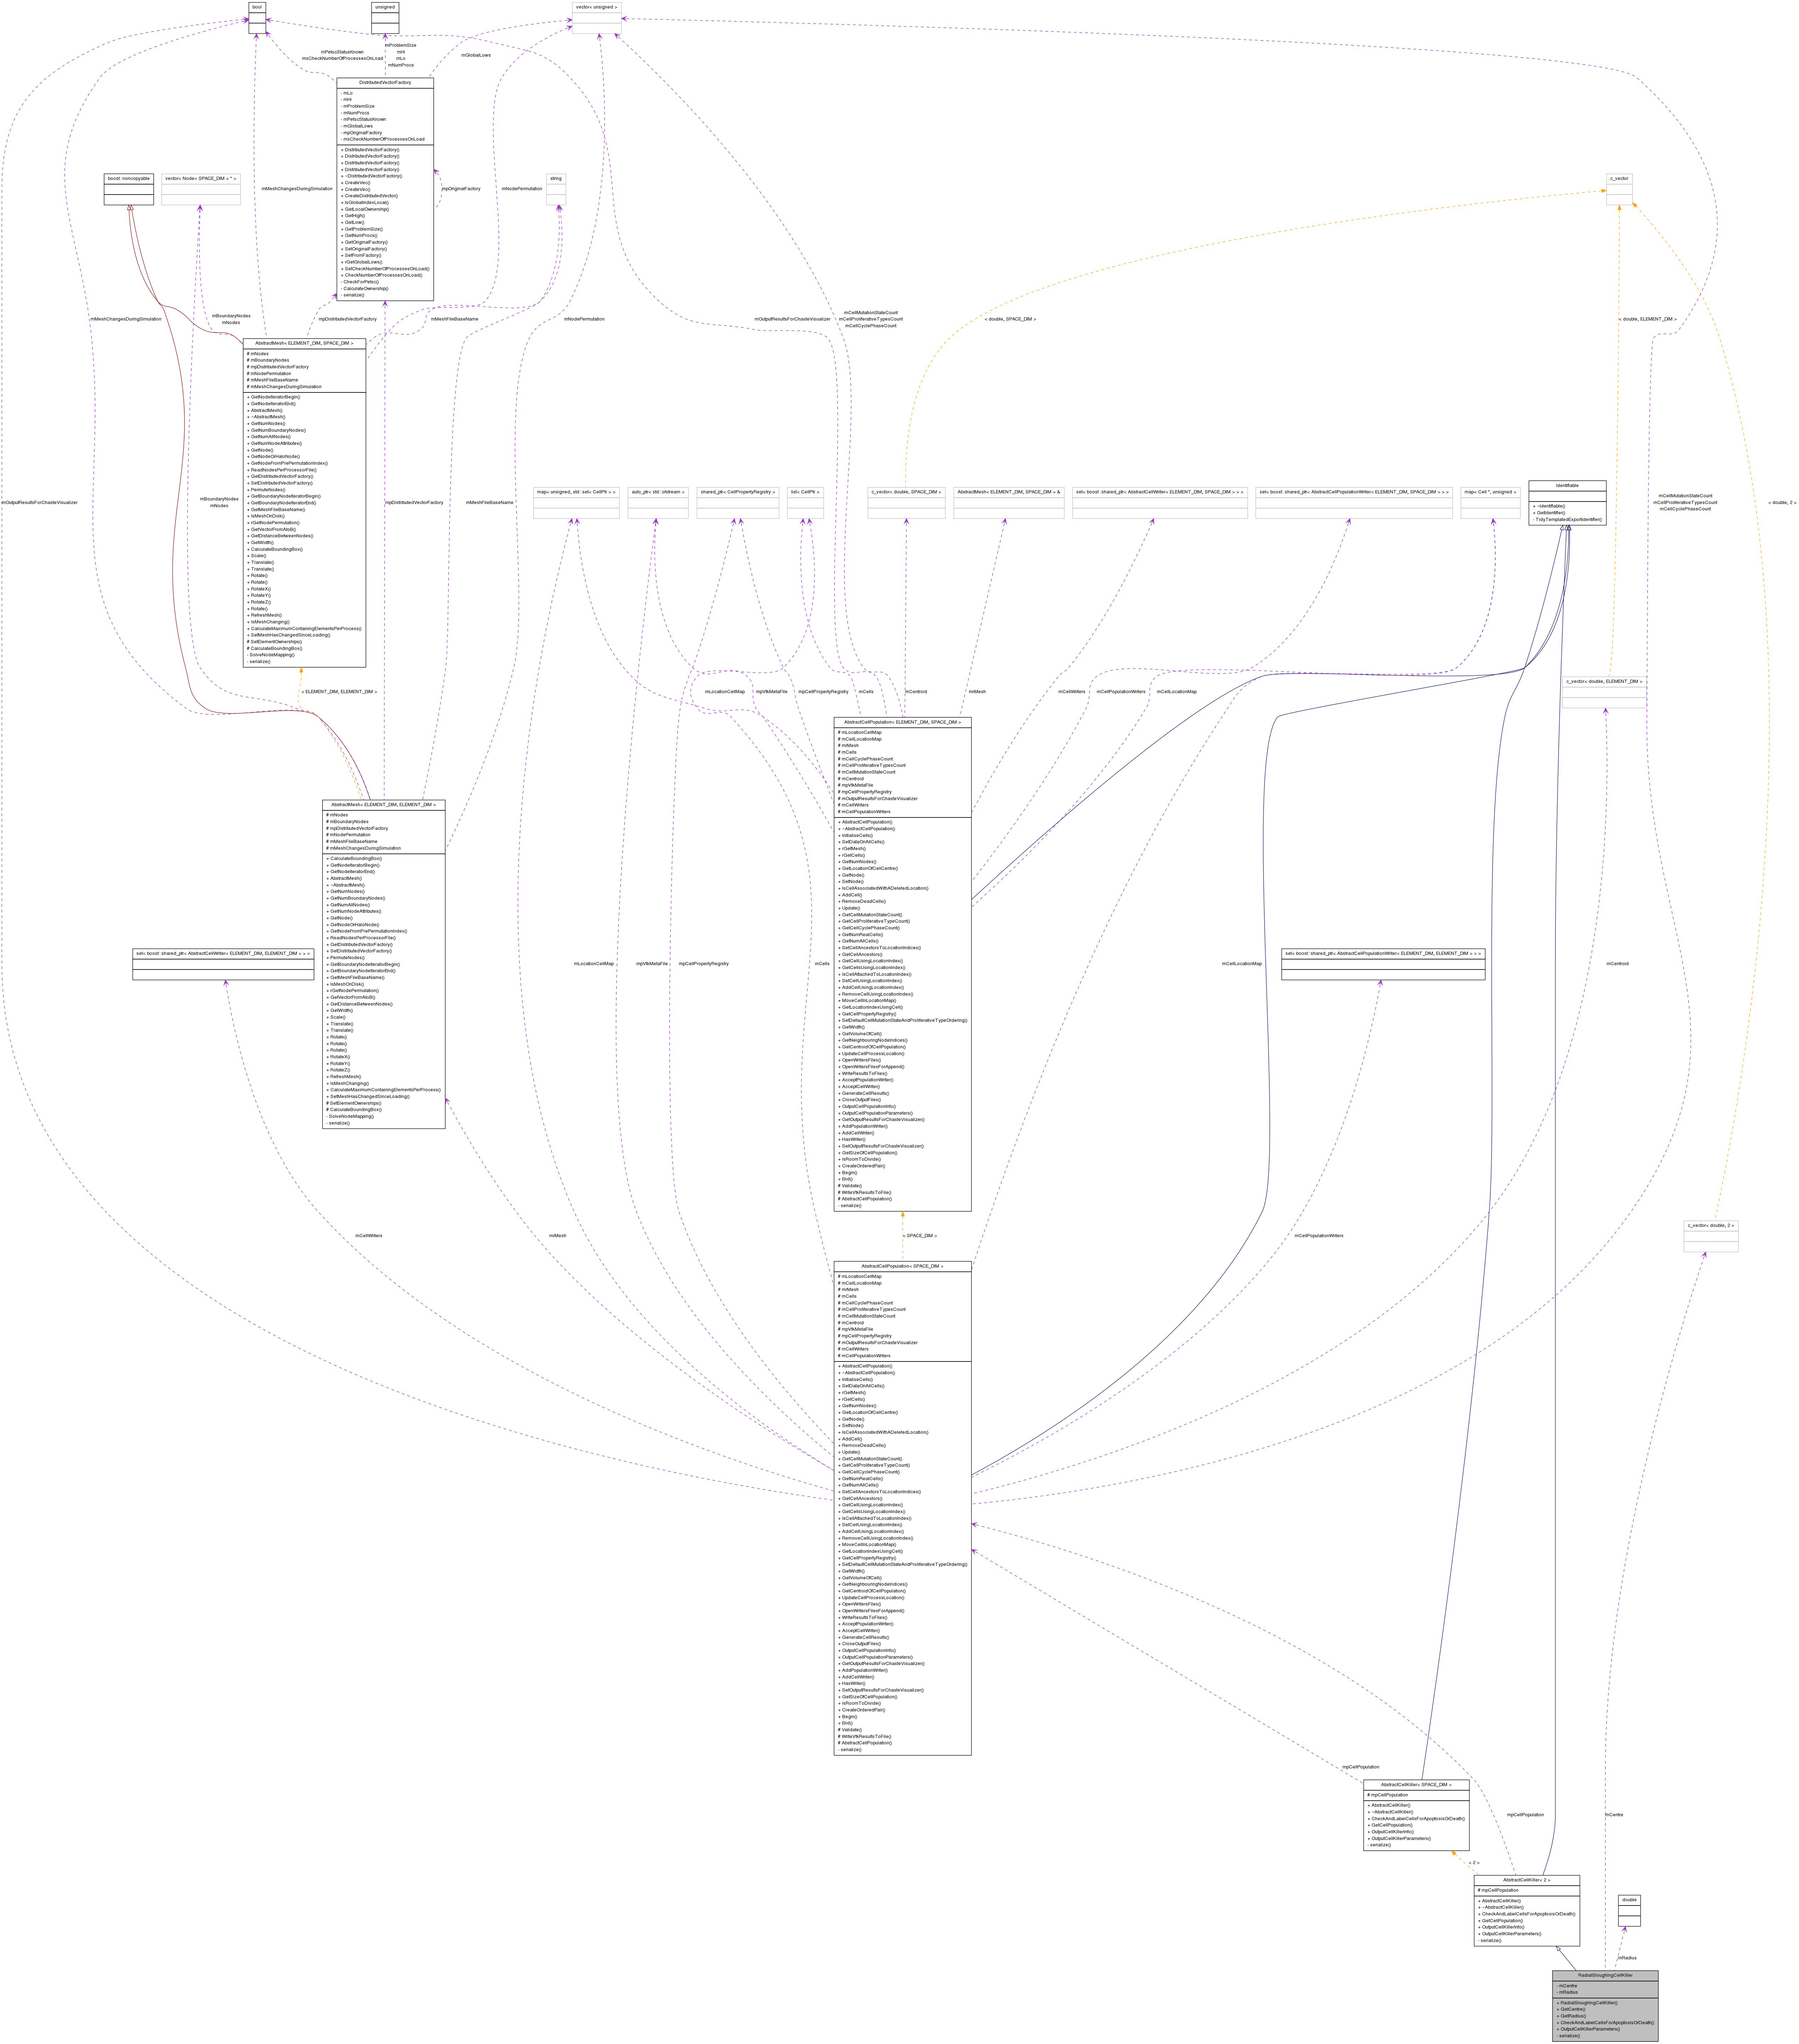 bool
unsigned
vector< unsigned >
mPetscStatusKnown
msCheckNumberOfProcessesOnLoad
mProblemSize
mHi
mLo
mNumProcs
mGlobalLows
DistributedVectorFactory
- mLo
- mHi
- mProblemSize
- mNumProcs
- mPetscStatusKnown
- mGlobalLows
- mpOriginalFactory
- msCheckNumberOfProcessesOnLoad
+ DistributedVectorFactory()
+ DistributedVectorFactory()
+ DistributedVectorFactory()
+ DistributedVectorFactory()
+ ~DistributedVectorFactory()
+ CreateVec()
+ CreateVec()
+ CreateDistributedVector()
+ IsGlobalIndexLocal()
+ GetLocalOwnership()
+ GetHigh()
+ GetLow()
+ GetProblemSize()
+ GetNumProcs()
+ GetOriginalFactory()
+ SetOriginalFactory()
+ SetFromFactory()
+ rGetGlobalLows()
+ SetCheckNumberOfProcessesOnLoad()
+ CheckNumberOfProcessesOnLoad()
- CheckForPetsc()
- CalculateOwnership()
- serialize()
boost::noncopyable
vector< Node< SPACE_DIM > * >
string
c_vector
mMeshChangesDuringSimulation
mpOriginalFactory
mNodePermutation
mBoundaryNodes
mNodes
mMeshChangesDuringSimulation
mpDistributedVectorFactory
mMeshFileBaseName
mNodePermutation
mOutputResultsForChasteVisualizer
mCellMutationStateCount
mCellProliferativeTypesCount
mCellCyclePhaseCount
< double, SPACE_DIM >
< double, ELEMENT_DIM >
AbstractMesh< ELEMENT_DIM, SPACE_DIM >
# mNodes
# mBoundaryNodes
# mpDistributedVectorFactory
# mNodePermutation
# mMeshFileBaseName
# mMeshChangesDuringSimulation
+ GetNodeIteratorBegin()
+ GetNodeIteratorEnd()
+ AbstractMesh()
+ ~AbstractMesh()
+ GetNumNodes()
+ GetNumBoundaryNodes()
+ GetNumAllNodes()
+ GetNumNodeAttributes()
+ GetNode()
+ GetNodeOrHaloNode()
+ GetNodeFromPrePermutationIndex()
+ ReadNodesPerProcessorFile()
+ GetDistributedVectorFactory()
+ SetDistributedVectorFactory()
+ PermuteNodes()
+ GetBoundaryNodeIteratorBegin()
+ GetBoundaryNodeIteratorEnd()
+ GetMeshFileBaseName()
+ IsMeshOnDisk()
+ rGetNodePermutation()
+ GetVectorFromAtoB()
+ GetDistanceBetweenNodes()
+ GetWidth()
+ CalculateBoundingBox()
+ Scale()
+ Translate()
+ Translate()
+ Rotate()
+ Rotate()
+ RotateX()
+ RotateY()
+ RotateZ()
+ Rotate()
+ RefreshMesh()
+ IsMeshChanging()
+ CalculateMaximumContainingElementsPerProcess()
+ SetMeshHasChangedSinceLoading()
# SetElementOwnerships()
# CalculateBoundingBox()
- SolveNodeMapping()
- serialize()
mOutputResultsForChasteVisualizer
mBoundaryNodes
mNodes
mpDistributedVectorFactory
mMeshFileBaseName
map< unsigned, std::set< CellPtr > >
auto_ptr< std::ofstream >
shared_ptr< CellPropertyRegistry >
list< CellPtr >
c_vector< double, SPACE_DIM >
AbstractMesh< ELEMENT_DIM, SPACE_DIM > &
set< boost::shared_ptr< AbstractCellWriter< ELEMENT_DIM, SPACE_DIM > > >
set< boost::shared_ptr< AbstractCellPopulationWriter< ELEMENT_DIM, SPACE_DIM > > >
map< Cell *, unsigned >
Identifiable
+ ~Identifiable()
+ GetIdentifier()
- TidyTemplatedExportIdentifier()
mCellMutationStateCount
mCellProliferativeTypesCount
mCellCyclePhaseCount
< double, 2 >
c_vector< double, ELEMENT_DIM >
< ELEMENT_DIM, ELEMENT_DIM >
mLocationCellMap
mpVtkMetaFile
mpCellPropertyRegistry
mCells
mCentroid
mrMesh
mCellWriters
mCellPopulationWriters
mCellLocationMap
AbstractCellPopulation< ELEMENT_DIM, SPACE_DIM >
# mLocationCellMap
# mCellLocationMap
# mrMesh
# mCells
# mCellCyclePhaseCount
# mCellProliferativeTypesCount
# mCellMutationStateCount
# mCentroid
# mpVtkMetaFile
# mpCellPropertyRegistry
# mOutputResultsForChasteVisualizer
# mCellWriters
# mCellPopulationWriters
+ AbstractCellPopulation()
+ ~AbstractCellPopulation()
+ InitialiseCells()
+ SetDataOnAllCells()
+ rGetMesh()
+ rGetCells()
+ GetNumNodes()
+ GetLocationOfCellCentre()
+ GetNode()
+ SetNode()
+ IsCellAssociatedWithADeletedLocation()
+ AddCell()
+ RemoveDeadCells()
+ Update()
+ GetCellMutationStateCount()
+ GetCellProliferativeTypeCount()
+ GetCellCyclePhaseCount()
+ GetNumRealCells()
+ GetNumAllCells()
+ SetCellAncestorsToLocationIndices()
+ GetCellAncestors()
+ GetCellUsingLocationIndex()
+ GetCellsUsingLocationIndex()
+ IsCellAttachedToLocationIndex()
+ SetCellUsingLocationIndex()
+ AddCellUsingLocationIndex()
+ RemoveCellUsingLocationIndex()
+ MoveCellInLocationMap()
+ GetLocationIndexUsingCell()
+ GetCellPropertyRegistry()
+ SetDefaultCellMutationStateAndProliferativeTypeOrdering()
+ GetWidth()
+ GetVolumeOfCell()
+ GetNeighbouringNodeIndices()
+ GetCentroidOfCellPopulation()
+ UpdateCellProcessLocation()
+ OpenWritersFiles()
+ OpenWritersFilesForAppend()
+ WriteResultsToFiles()
+ AcceptPopulationWriter()
+ AcceptCellWriter()
+ GenerateCellResults()
+ CloseOutputFiles()
+ OutputCellPopulationInfo()
+ OutputCellPopulationParameters()
+ GetOutputResultsForChasteVisualizer()
+ AddPopulationWriter()
+ AddCellWriter()
+ HasWriter()
+ SetOutputResultsForChasteVisualizer()
+ GetSizeOfCellPopulation()
+ IsRoomToDivide()
+ CreateOrderedPair()
+ Begin()
+ End()
# Validate()
# WriteVtkResultsToFile()
# AbstractCellPopulation()
- serialize()
AbstractMesh< ELEMENT_DIM, ELEMENT_DIM >
# mNodes
# mBoundaryNodes
# mpDistributedVectorFactory
# mNodePermutation
# mMeshFileBaseName
# mMeshChangesDuringSimulation
+ CalculateBoundingBox()
+ GetNodeIteratorBegin()
+ GetNodeIteratorEnd()
+ AbstractMesh()
+ ~AbstractMesh()
+ GetNumNodes()
+ GetNumBoundaryNodes()
+ GetNumAllNodes()
+ GetNumNodeAttributes()
+ GetNode()
+ GetNodeOrHaloNode()
+ GetNodeFromPrePermutationIndex()
+ ReadNodesPerProcessorFile()
+ GetDistributedVectorFactory()
+ SetDistributedVectorFactory()
+ PermuteNodes()
+ GetBoundaryNodeIteratorBegin()
+ GetBoundaryNodeIteratorEnd()
+ GetMeshFileBaseName()
+ IsMeshOnDisk()
+ rGetNodePermutation()
+ GetVectorFromAtoB()
+ GetDistanceBetweenNodes()
+ GetWidth()
+ Scale()
+ Translate()
+ Translate()
+ Rotate()
+ Rotate()
+ Rotate()
+ RotateX()
+ RotateY()
+ RotateZ()
+ RefreshMesh()
+ IsMeshChanging()
+ CalculateMaximumContainingElementsPerProcess()
+ SetMeshHasChangedSinceLoading()
# SetElementOwnerships()
# CalculateBoundingBox()
- SolveNodeMapping()
- serialize()
set< boost::shared_ptr< AbstractCellWriter< ELEMENT_DIM, ELEMENT_DIM > > >
set< boost::shared_ptr< AbstractCellPopulationWriter< ELEMENT_DIM, ELEMENT_DIM > > >
mLocationCellMap
mpVtkMetaFile
mpCellPropertyRegistry
mCells
mCellLocationMap
mCentroid
mCellWriters
mrMesh
< SPACE_DIM >
mCellPopulationWriters
c_vector< double, 2 >
AbstractCellPopulation< SPACE_DIM >
# mLocationCellMap
# mCellLocationMap
# mrMesh
# mCells
# mCellCyclePhaseCount
# mCellProliferativeTypesCount
# mCellMutationStateCount
# mCentroid
# mpVtkMetaFile
# mpCellPropertyRegistry
# mOutputResultsForChasteVisualizer
# mCellWriters
# mCellPopulationWriters
+ AbstractCellPopulation()
+ ~AbstractCellPopulation()
+ InitialiseCells()
+ SetDataOnAllCells()
+ rGetMesh()
+ rGetCells()
+ GetNumNodes()
+ GetLocationOfCellCentre()
+ GetNode()
+ SetNode()
+ IsCellAssociatedWithADeletedLocation()
+ AddCell()
+ RemoveDeadCells()
+ Update()
+ GetCellMutationStateCount()
+ GetCellProliferativeTypeCount()
+ GetCellCyclePhaseCount()
+ GetNumRealCells()
+ GetNumAllCells()
+ SetCellAncestorsToLocationIndices()
+ GetCellAncestors()
+ GetCellUsingLocationIndex()
+ GetCellsUsingLocationIndex()
+ IsCellAttachedToLocationIndex()
+ SetCellUsingLocationIndex()
+ AddCellUsingLocationIndex()
+ RemoveCellUsingLocationIndex()
+ MoveCellInLocationMap()
+ GetLocationIndexUsingCell()
+ GetCellPropertyRegistry()
+ SetDefaultCellMutationStateAndProliferativeTypeOrdering()
+ GetWidth()
+ GetVolumeOfCell()
+ GetNeighbouringNodeIndices()
+ GetCentroidOfCellPopulation()
+ UpdateCellProcessLocation()
+ OpenWritersFiles()
+ OpenWritersFilesForAppend()
+ WriteResultsToFiles()
+ AcceptPopulationWriter()
+ AcceptCellWriter()
+ GenerateCellResults()
+ CloseOutputFiles()
+ OutputCellPopulationInfo()
+ OutputCellPopulationParameters()
+ GetOutputResultsForChasteVisualizer()
+ AddPopulationWriter()
+ AddCellWriter()
+ HasWriter()
+ SetOutputResultsForChasteVisualizer()
+ GetSizeOfCellPopulation()
+ IsRoomToDivide()
+ CreateOrderedPair()
+ Begin()
+ End()
# Validate()
# WriteVtkResultsToFile()
# AbstractCellPopulation()
- serialize()
mpCellPopulation
AbstractCellKiller< SPACE_DIM >
# mpCellPopulation
+ AbstractCellKiller()
+ ~AbstractCellKiller()
+ CheckAndLabelCellsForApoptosisOrDeath()
+ GetCellPopulation()
+ OutputCellKillerInfo()
+ OutputCellKillerParameters()
- serialize()
mpCellPopulation
mCentre
< 2 >
AbstractCellKiller< 2 >
# mpCellPopulation
+ AbstractCellKiller()
+ ~AbstractCellKiller()
+ CheckAndLabelCellsForApoptosisOrDeath()
+ GetCellPopulation()
+ OutputCellKillerInfo()
+ OutputCellKillerParameters()
- serialize()
double
mRadius
RadialSloughingCellKiller
- mCentre
- mRadius
+ RadialSloughingCellKiller()
+ GetCentre()
+ GetRadius()
+ CheckAndLabelCellsForApoptosisOrDeath()
+ OutputCellKillerParameters()
- serialize()